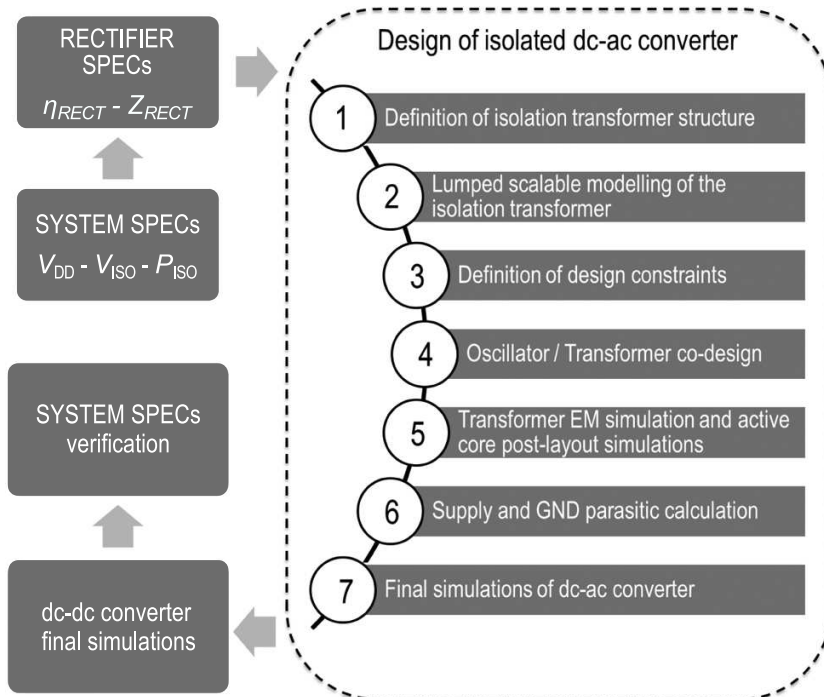 RECTIFIER
SPECs
ηRECT - ZRECT
SYSTEM SPECs
VDD - VISO - PISO
SYSTEM SPECs
verification
dc-dc converter
final simulations
Design of isolated dc-ac converter
1 Definition of isolation transformer structure
2 Lumped scalable modelling of the
isolation transformer
3 Definition of design constraints
4 Oscillator / Transformer co-design
5 Transformer EM simulation and active
core post-layout simulations
6 Supply and GND parasitic calculation
7 Final simulations of dc-ac converter